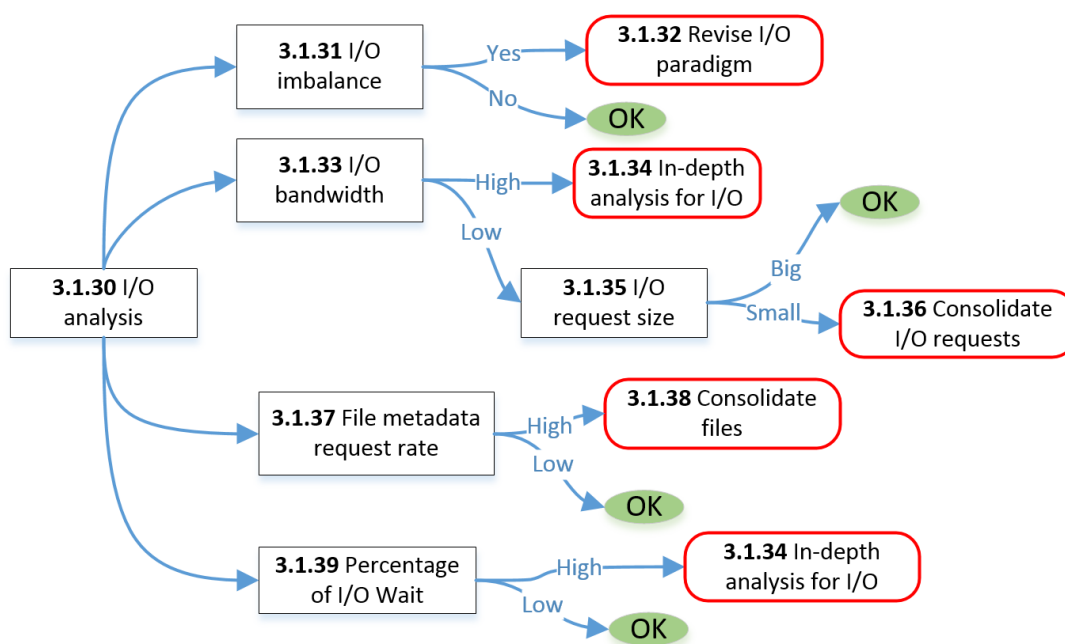 3.1.31 I/O
imbalance
Yes
No
3.1.32 Revise I/O
paradigm
OK
3.1.33 I/O
bandwidth
High
Low
3.1.34 In-depth
analysis for I/O
OK
3.1.30 I/O
analysis
3.1.35 I/O
request size
Big
Small
3.1.36 Consolidate
I/O requests
3.1.37 File metadata
request rate
High
Low
3.1.38 Consolidate
files
OK
3.1.39 Percentage
of I/O Wait
High
Low
3.1.34 In-depth
analysis for I/O
OK